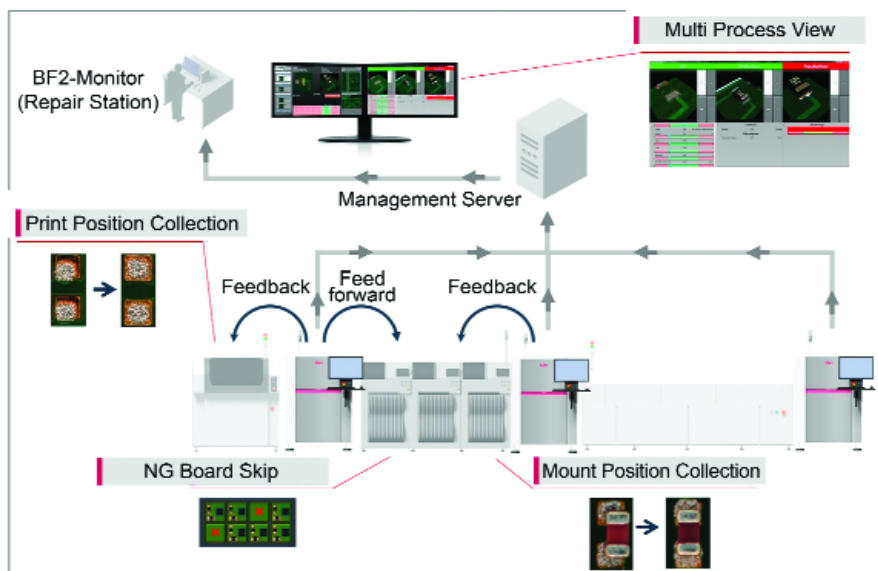 Multi Process View
BF2-Monitor
(Repair Station)
Management Server
Print Position Collection
Feedback
Feed
forward
Feedback
NG Board Skip
Mount Position Collection